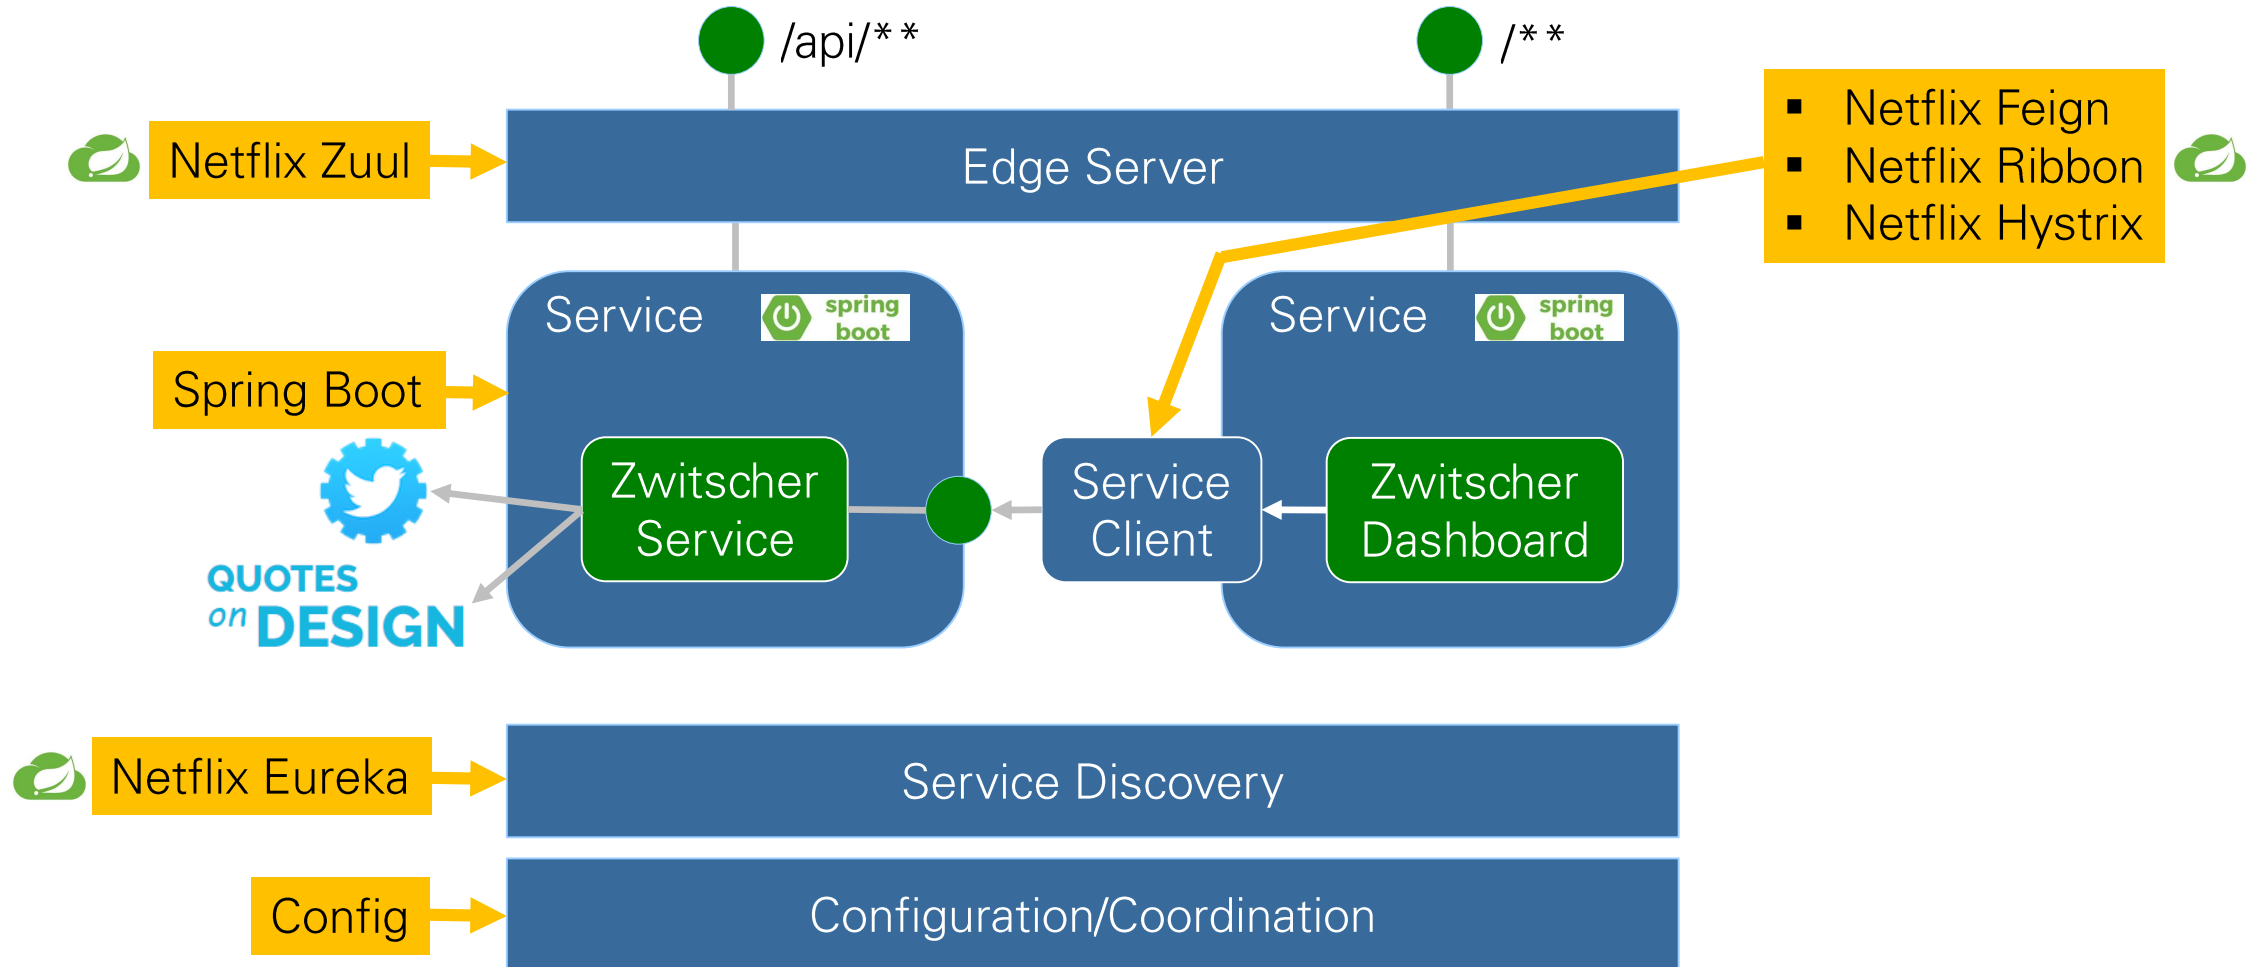 /api/**
/**
Netflix Zuul
Edge Server
▪ Netflix Feign
▪ Netflix Ribbon
▪ Netflix Hystrix
Service
spring
boot
Service
spring
boot
Spring Boot
Zwitscher
Service
Service
Client
Zwitscher
Dashboard
QUOTES
on DESIGN
Netflix Eureka
Service Discovery
Config
Configuration/Coordination